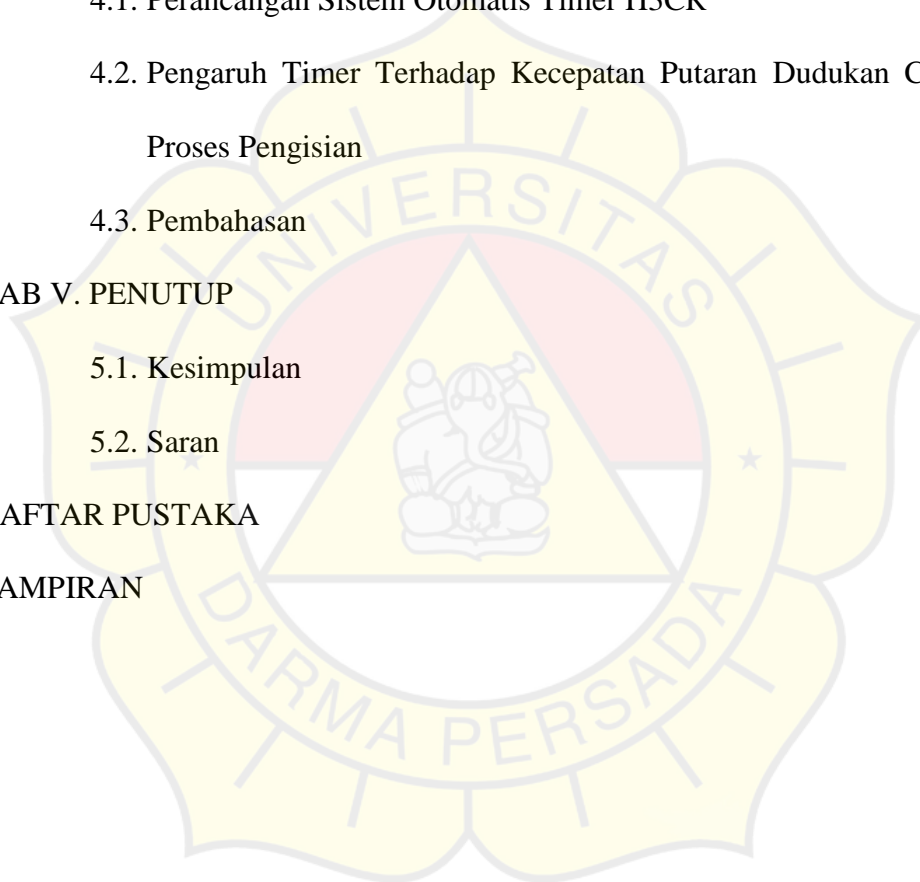 4.1. Perancangan Sistem Otomatis Timer H3CR
4.2. Pengaruh Timer Terhadap Kecepatan Putaran Dudukan
Proses Pengisian
4.3. Pembahasan
AB V. PENUTUP
5.1. Kesimpulan
5.2. Saran
AFTAR PUSTAKA
AMPIRAN
UNIVERSITAS
DARMA PERSADA